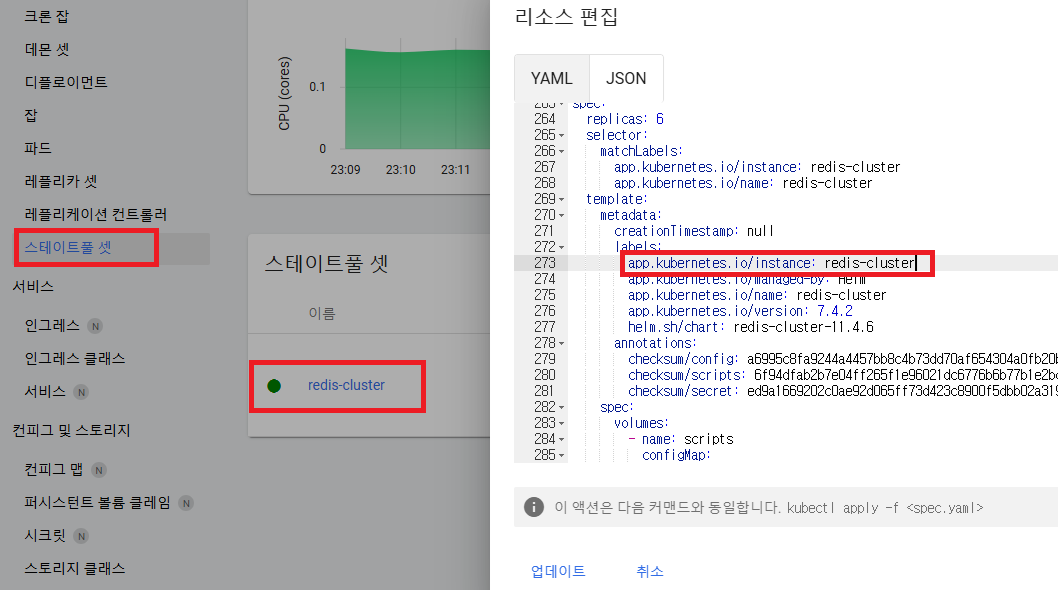 크론 잡
데몬 셋
디플로이먼트
잡
파드
레플리카 셋
레플리케이션 컨트롤러
스테이트풀 셋
서비스
인그레스 N
인그레스 클래스
서비스 N
컨피그 및 스토리지
컨피그 맵 N
퍼시스턴트 볼륨 클레임 N
시크릿 N
스토리지 클래스
CPU (cores)
0.1
0
23:09 23:10 23:11
스테이트풀 셋
이름
redis-cluster
리소스 편집
YAML JSON
263 spec:
264 replicas: 6
265 selector:
266 matchLabels:
267 app.kubernetes.io/instance: redis-cluster
268 app.kubernetes.io/name: redis-cluster
269 template:
270 metadata:
271 creationTimestamp: null
272 labels:
273 app.kubernetes.io/instance: redis-cluster
274 app.kubernetes.io/managed-by: Helm
275 app.kubernetes.io/name: redis-cluster
276 app.kubernetes.io/version: 7.4.2
277 helm.sh/chart: redis-cluster-11.4.6
278 annotations:
279 checksum/config:
280 checksum/scripts:
281 checksum/secret:
282 spec:
283 volumes:
284 - name: scripts
285 configMap:
이 액션은 다음 커맨드와 동일합니다. kubectl apply -f <spec.yaml>
업데이트 취소